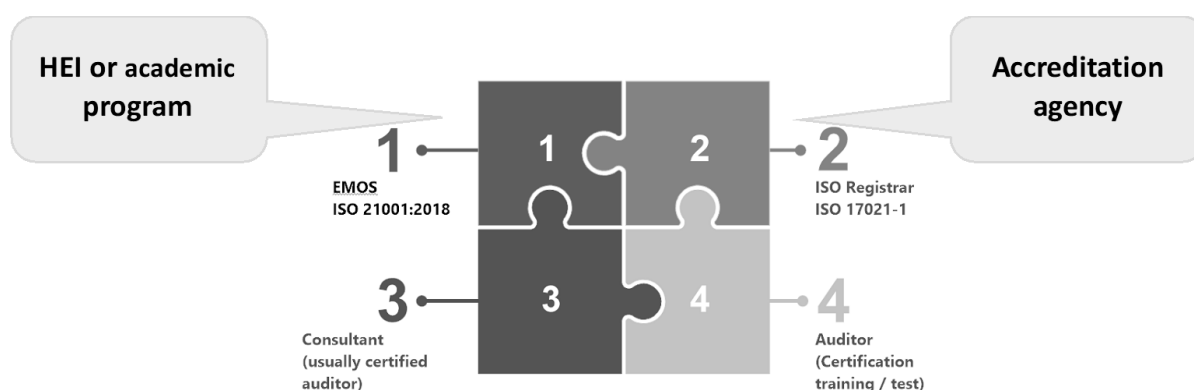 HEI or academic
program
Accreditation
agency
1
1
2
2
EMOS
ISO 21001:2018
ISO Registrar
ISO 17021-1
3
3
4
4
Consultant
(usually certified
auditor)
Auditor
(Certification
training / test)